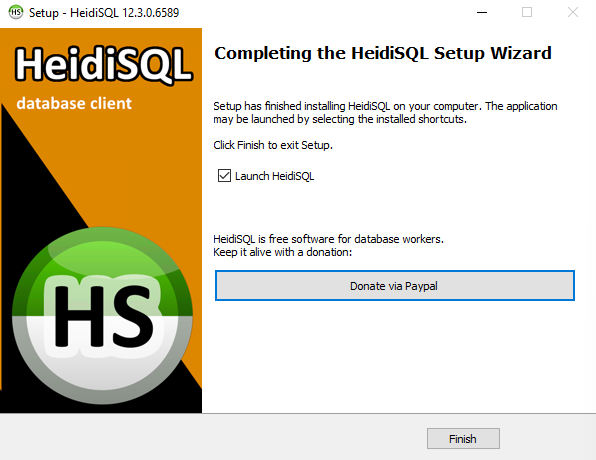 HS
Setup - HeidiSQL 12.3.0.6589
HeidiSQL
database client
HS
Completing the HeidiSQL Setup Wizard
Setup has finished installing HeidiSQL on your computer. The application
may be launched by selecting the installed shortcuts.
Click Finish to exit Setup.
Launch HeidiSQL
HeidiSQL is free software for database workers.
Keep it alive with a donation:
Donate via Paypal
Finish